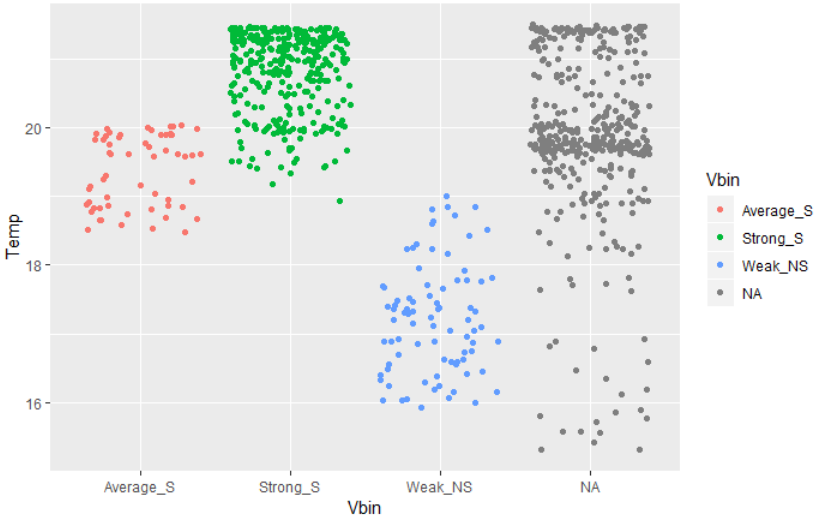 Temp
20
18
16
Average_S Strong_S Weak_NS NA
Vbin
Vbin
Average_S
Strong_S
Weak_NS
NA